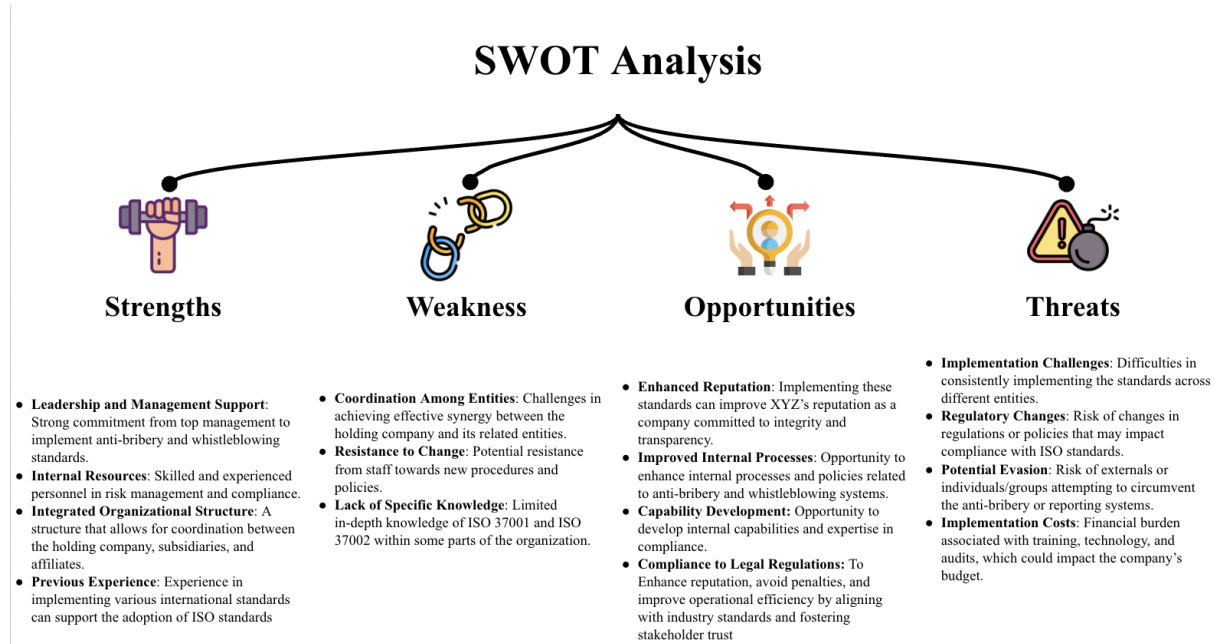 SWOT Analysis
Strengths
● Leadership and Management Support:
Strong commitment from top management to
implement anti-bribery and whistleblowing
standards.
● Internal Resources: Skilled and experienced
personnel in risk management and compliance.
● Integrated Organizational Structure: A
structure that allows for coordination between
the holding company, subsidiaries, and
affiliates.
● Previous Experience: Experience in
implementing various international standards
can support the adoption of ISO standards
Weakness
● Coordination Among Entities: Challenges in
achieving effective synergy between the
holding company and its related entities.
● Resistance to Change: Potential resistance
from staff towards new procedures and
policies.
● Lack of Specific Knowledge: Limited
in-depth knowledge of ISO 37001 and ISO
37002 within some parts of the organization.
Opportunities
● Enhanced Reputation: Implementing these
standards can improve XYZ's reputation as a
company committed to integrity and
transparency.
● Improved Internal Processes: Opportunity to
enhance internal processes and policies related
to anti-bribery and whistleblowing systems.
● Capability Development: Opportunity to
develop internal capabilities and expertise in
compliance.
● Compliance to Legal Regulations: To
Enhance reputation, avoid penalties, and
improve operational efficiency by aligning
with industry standards and fostering
stakeholder trust
Threats
● Implementation Challenges: Difficulties in
consistently implementing the standards across
different entities.
● Regulatory Changes: Risk of changes in
regulations or policies that may impact
compliance with ISO standards.
● Potential Evasion: Risk of externals or
individuals/groups attempting to circumvent
the anti-bribery or reporting systems.
● Implementation Costs: Financial burden
associated with training, technology, and
audits, which could impact the company's
budget.